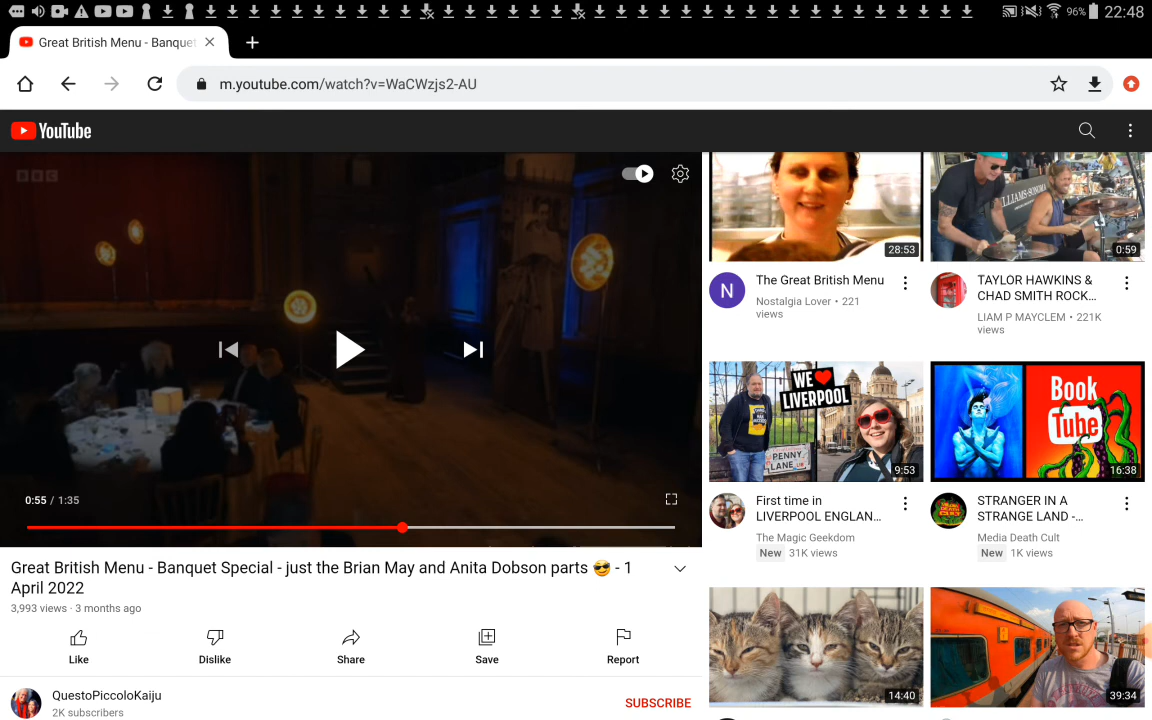 96% 22:48
Great British Menu - Banquet
m.youtube.com/watch?v=WaCWzjs2-AU
YouTube
BBC
0:55 / 1:35
Great British Menu - Banquet Special - just the Brian May and Anita Dobson parts 😎 - 1
April 2022
3,993 views · 3 months ago
Like
Dislike
Share
Save
Report
QuestoPiccoloKaiju
2K subscribers
SUBSCRIBE
28:53
N
The Great British Menu
Nostalgia Lover • 221
views
WILLIAMS-SONOMA
0:59
TAYLOR HAWKINS &
CHAD SMITH ROCK...
LIAM P MAYCLEM • 221K
views
WE
LIVERPOOL
PENNY
LANE
9:53
First time in
LIVERPOOL ENGLAN...
The Magic Geekdom
New 31K views
Book
Tube
16:38
STRANGER IN A
STRANGE LAND -...
Media Death Cult
New 1K views
14:40
39:34